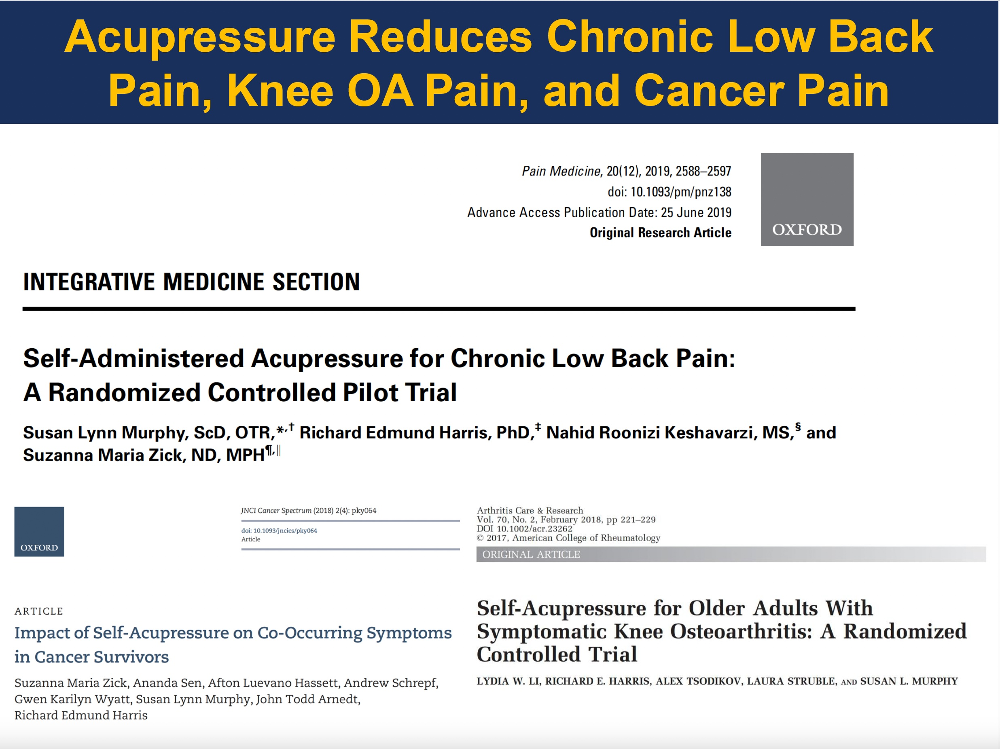 Acupressure Reduces Chronic Low Back
Pain, Knee OA Pain, and Cancer Pain
Pain Medicine, 20(12), 2019, 2588–2597
doi: 10.1093/pm/pnz138
Advance Access Publication Date: 25 June 2019
Original Research Article
OXFORD
INTEGRATIVE MEDICINE SECTION
Self-Administered Acupressure for Chronic Low Back Pain:
A Randomized Controlled Pilot Trial
Susan Lynn Murphy, ScD, OTR,*,† Richard Edmund Harris, PhD,‡ Nahid Roonizi Keshavarzi, MS,§ and
Suzanna Maria Zick, ND, MPH¶,||
OXFORD
JNCI Cancer Spectrum (2018) 2(4): pky064
doi: 10.1093/jncics/pky064
Article
ARTICLE
Impact of Self-Acupressure on Co-Occurring Symptoms
in Cancer Survivors
Suzanna Maria Zick, Ananda Sen, Afton Luevano Hassett, Andrew Schrepf,
Gwen Karilyn Wyatt, Susan Lynn Murphy, John Todd Arnedt,
Richard Edmund Harris
Arthritis Care & Research
Vol. 70, No. 2, February 2018, pp 221–229
DOI 10.1002/acr.23262
© 2017, American College of Rheumatology
ORIGINAL ARTICLE
Self-Acupressure for Older Adults With
Symptomatic Knee Osteoarthritis: A Randomized
Controlled Trial
LYDIA W. LI, RICHARD E. HARRIS, ALEX TSODIKOV, LAURA STRUBLE, AND SUSAN L. MURPHY